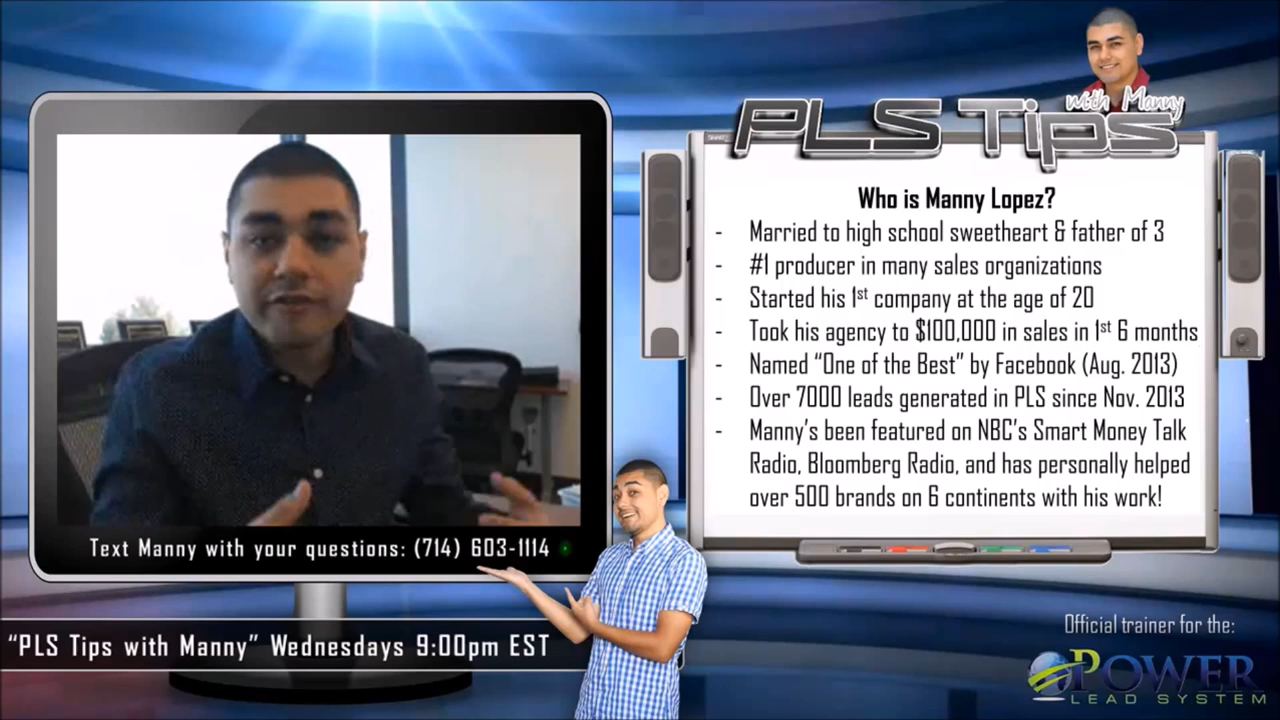 PLS Tips
with Manny
Who is Manny Lopez?
- Married to high school sweetheart & father of 3
- #1 producer in many sales organizations
- Started his 1st company at the age of 20
- Took his agency to $100,000 in sales in 1st 6 months
- Named “One of the Best” by Facebook (Aug. 2013)
- Over 7000 leads generated in PLS since Nov. 2013
- Manny’s been featured on NBC’s Smart Money Talk
Radio, Bloomberg Radio, and has personally helped
over 500 brands on 6 continents with his work!
Text Manny with your questions: (714) 603-1114
“PLS Tips with Manny” Wednesdays 9:00pm EST
Official trainer for the:
POWER
LEAD SYSTEM